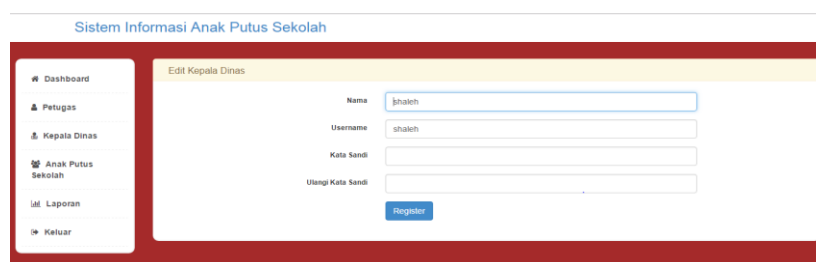 Sistem Informasi Anak Putus Sekolah
Dashboard
Petugas
Kepala Dinas
Anak Putus
Sekolah
Laporan
Keluar
Edit Kepala Dinas
Nama shaleh
Username shaleh
Kata Sandi
Ulangi Kata Sandi
Register